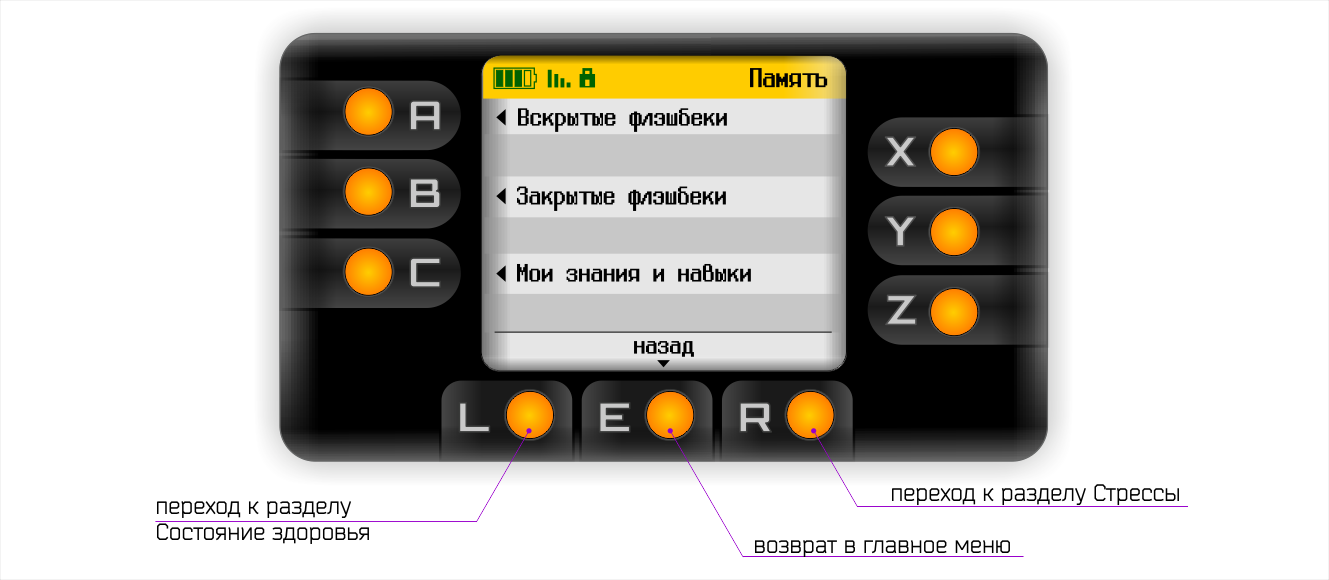 Память
A
Вскрытые флэшбеки
X
B
Закрытые флэшбеки
Y
C
Мои знания и навыки
Z
назад
L
E
R
переход к разделу
Состояние здоровья
переход к разделу Стрессы
возврат в главное меню